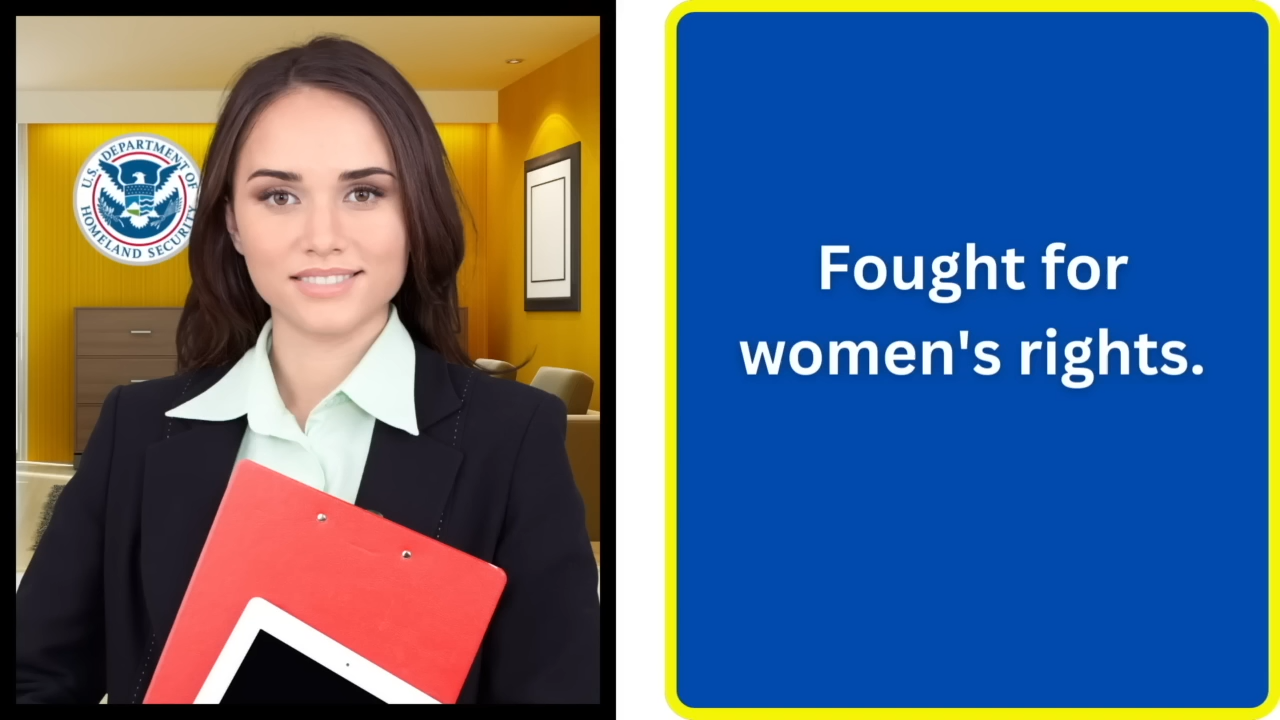 U.S. DEPARTMENT OF
HOMELAND SECURITY
Fought for
women's rights.